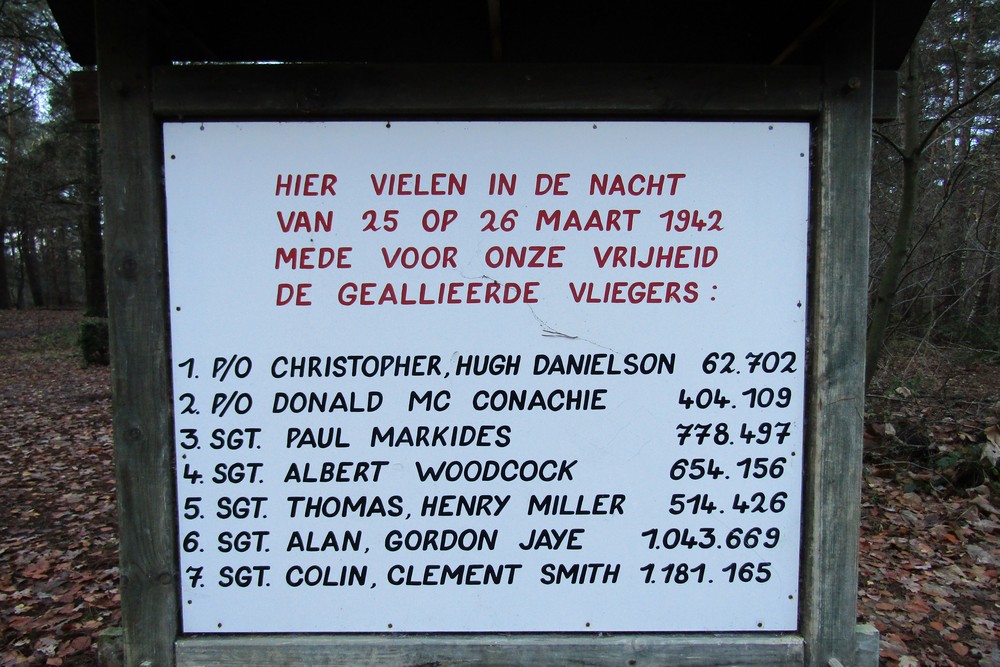 HIER VIELEN IN DE NACHT
VAN 25 OP 26 MAART 1942
MEDE VOOR ONZE VRIJHEID
DE GEALLIEERDE VLIEGERS :
1. P/O CHRISTOPHER, HUGH DANIELSON 62.702
2. P/O DONALD MC CONACHIE 404.109
3. SGT. PAUL MARKIDES 778.497
4. SGT. ALBERT WOODCOCK 654.156
5. SGT. THOMAS, HENRY MILLER 514.426
6. SGT. ALAN, GORDON JAYE 1.043.669
7. SGT. COLIN, CLEMENT SMITH 1.181.165